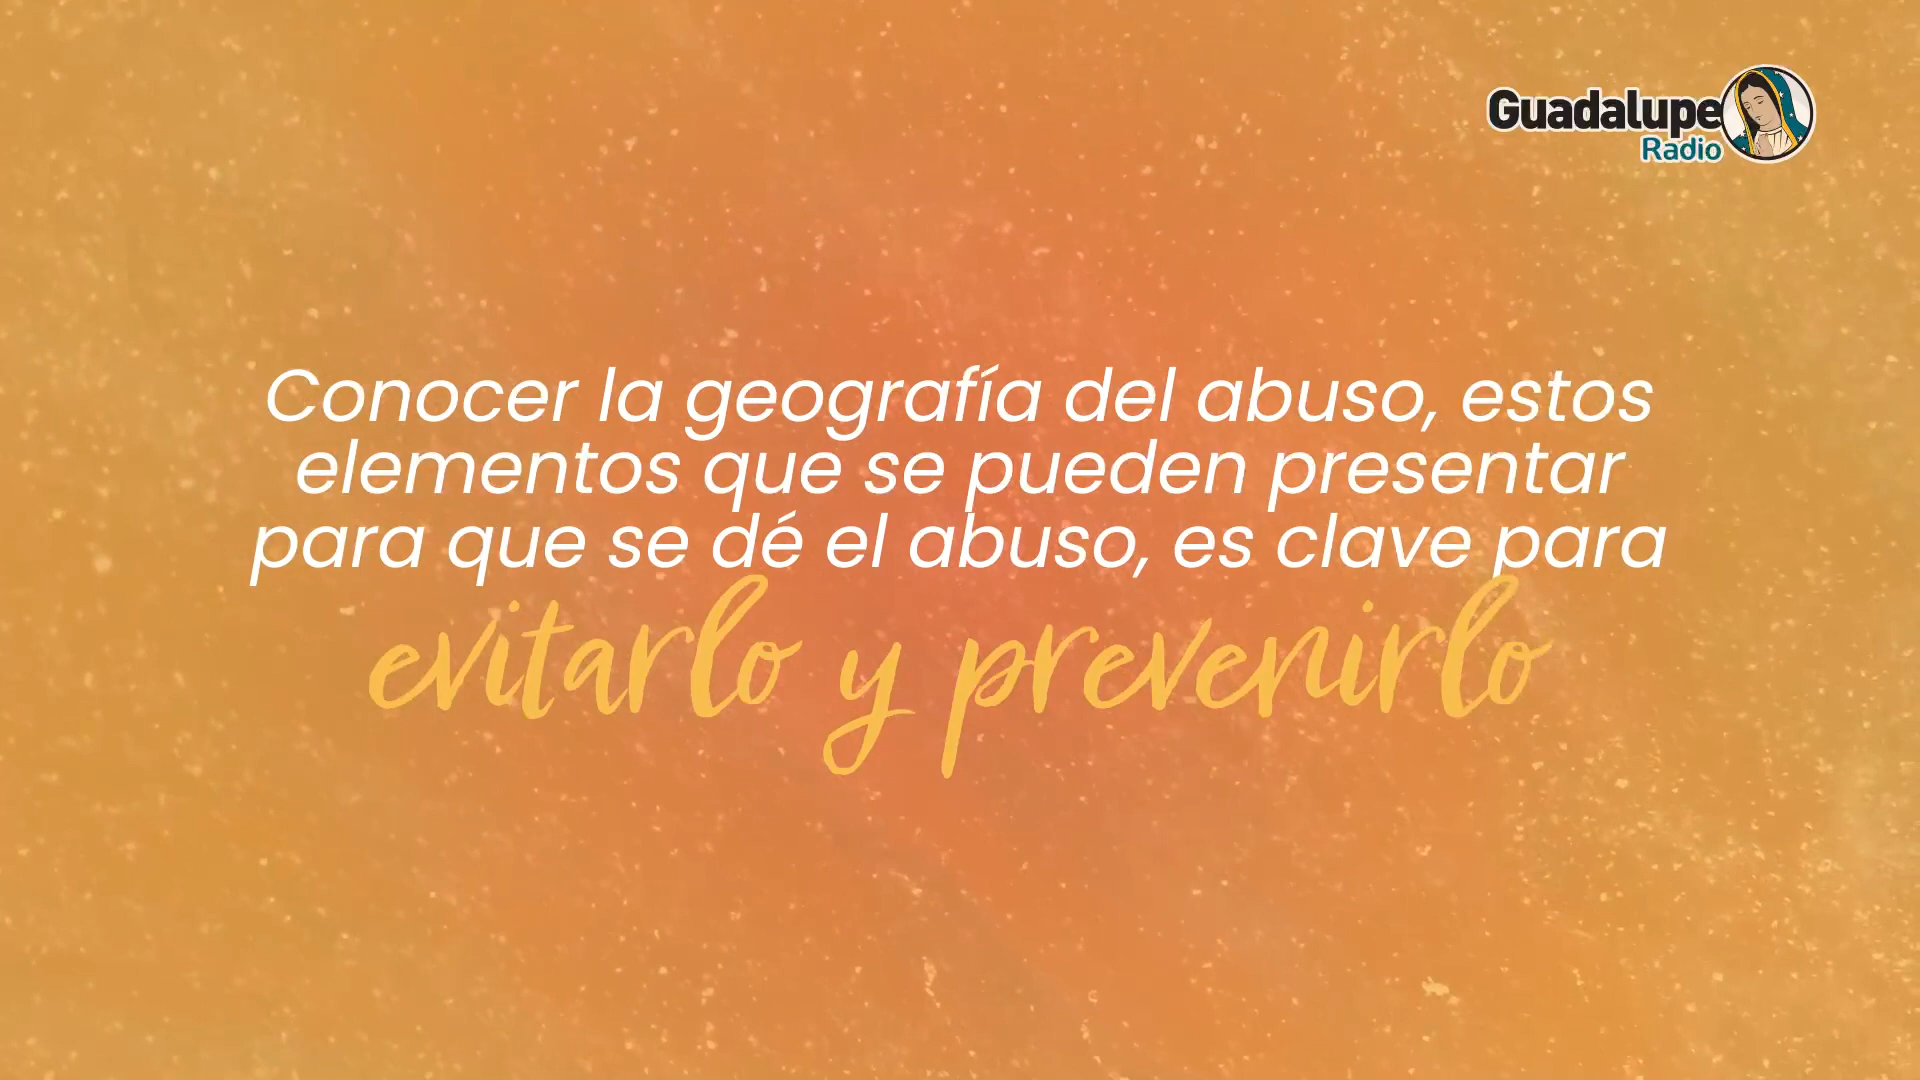 Guadalupe
Radio
Conocer la geografía del abuso, estos
elementos que se pueden presentar
para que se dé el abuso, es clave para
evitarlo y prevenirlo